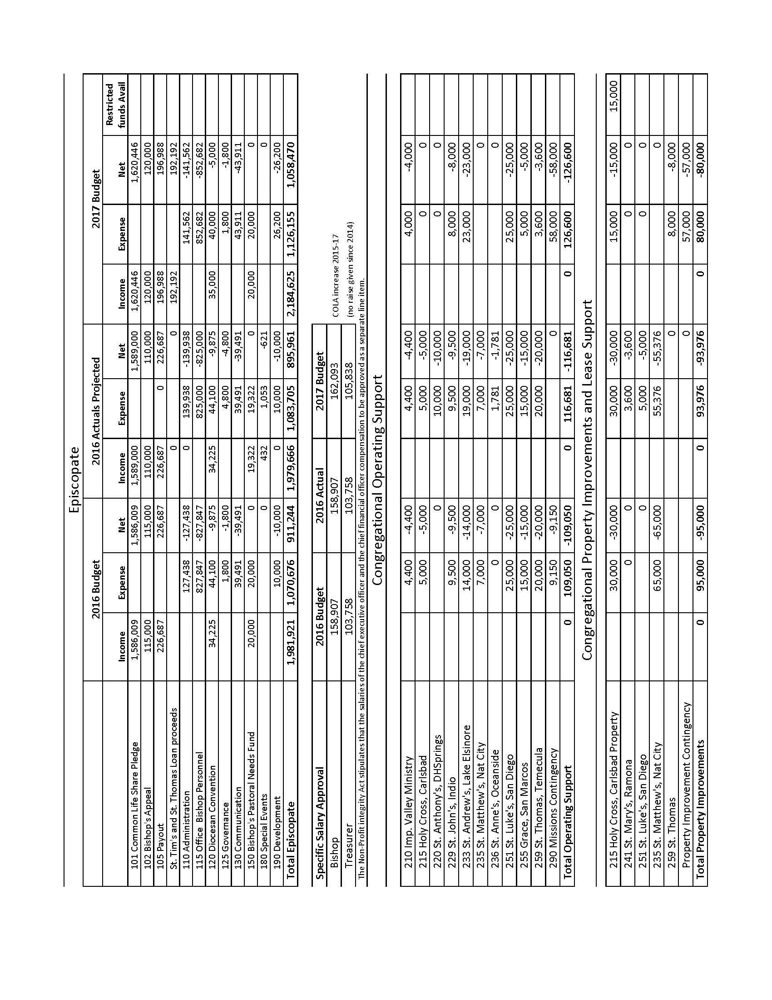 Episcopate
2016 Budget 2016 Actuals Projected 2017 Budget
Income Expense Net Income Expense Net Income Expense Net Restricted funds Avail
101 Common Life Share Pledge 1,586,009 1,586,009 1,589,000 1,589,000 1,620,446 1,620,446
102 Bishop's Appeal 115,000 115,000 110,000 110,000 120,000 120,000
105 Payout 226,687 226,687 226,687 0 226,687 196,988 196,988
St. Tim's and St. Thomas Loan proceeds 0 0 192,192 192,192
110 Administration 127,438 -127,438 0 139,938 -139,938 141,562 -141,562
115 Office Bishop Personnel 827,847 -827,847 825,000 -825,000 852,682 -852,682
120 Diocesan Convention 34,225 44,100 -9,875 34,225 44,100 -9,875 35,000 40,000 -5,000
125 Governance 1,800 -1,800 4,800 -4,800 1,800 -1,800
130 Communication 39,491 -39,491 39,491 -39,491 43,911 -43,911
150 Bishop's Pastoral Needs Fund 20,000 20,000 0 19,322 19,322 0 20,000 20,000 0
180 Special Events 0 432 1,053 -621 0
190 Development 10,000 -10,000 0 10,000 -10,000 26,200 -26,200
Total Episcopate 1,981,921 1,070,676 911,244 1,979,666 1,083,705 895,961 2,184,625 1,126,155 1,058,470
Specific Salary Approval 2016 Budget 2016 Actual 2017 Budget
Bishop 158,907 158,907 162,093 COLA increase 2015-17
Treasurer 103,758 103,758 105,838 (no raise given since 2014)
The Non-Profit integrity Act stipulates that the salaries of the chief executive officer and the chief financial officer compensation to be approved as a separate line item.
Congregational Operating Support
210 Imp. Valley Ministry 4,400 -4,400 4,400 -4,400 4,000 -4,000
215 Holy Cross, Carlsbad 5,000 -5,000 5,000 -5,000 0 0
220 St. Anthony's, DHSprings 0 10,000 -10,000 0 0
229 St. John's, Indio 9,500 -9,500 9,500 -9,500 8,000 -8,000
233 St. Andrew's, Lake Elsinore 14,000 -14,000 19,000 -19,000 23,000 -23,000
235 St. Matthew's, Nat City 7,000 -7,000 7,000 -7,000 0
236 St. Anne's, Oceanside 0 0 1,781 -1,781 0
251 St. Luke's, San Diego 25,000 -25,000 25,000 -25,000 25,000 -25,000
255 Grace, San Marcos 15,000 -15,000 15,000 -15,000 5,000 -5,000
259 St. Thomas, Temecula 20,000 -20,000 20,000 -20,000 3,600 -3,600
290 Missions Contingency 9,150 -9,150 0 58,000 -58,000
Total Operating Support 0 109,050 -109,050 0 116,681 -116,681 0 126,600 -126,600
Congregational Property Improvements and Lease Support
215 Holy Cross, Carlsbad Property 30,000 -30,000 30,000 -30,000 15,000 -15,000 15,000
241 St. Mary's, Ramona 0 0 3,600 -3,600 0 0
251 St. Luke's, San Diego 0 5,000 -5,000 0 0
235 St. Matthew's, Nat City 65,000 -65,000 55,376 -55,376 0
259 St. Thomas 0 8,000 -8,000
Property Improvement Contingency 0 57,000 -57,000
Total Property Improvements 0 95,000 -95,000 0 93,976 -93,976 0 80,000 -80,000